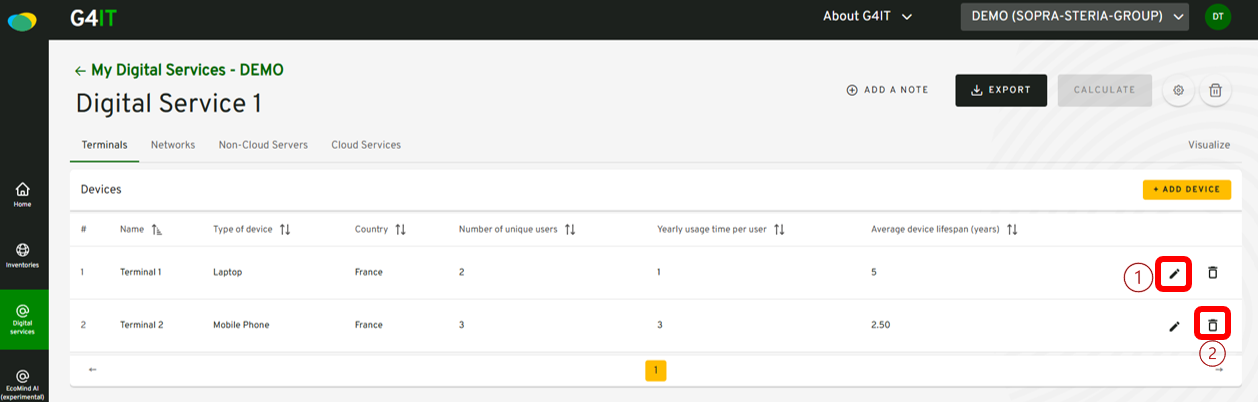 G4IT
About G4IT
DEMO (SOPRA-STERIA-GROUP)
DT
← My Digital Services - DEMO
Digital Service 1
ADD A NOTE
EXPORT
CALCULATE
Terminals Networks Non-Cloud Servers Cloud Services Visualize
Devices
+ ADD DEVICE
# Name Type of device Country Number of unique users Yearly usage time per user Average device lifespan (years)
1 Terminal 1 Laptop France 2 1 5
1
2 Terminal 2 Mobile Phone France 3 3 2.50
2
← 1 →
Home
Inventories
Digital
services
EcoMind AI
(experimental)